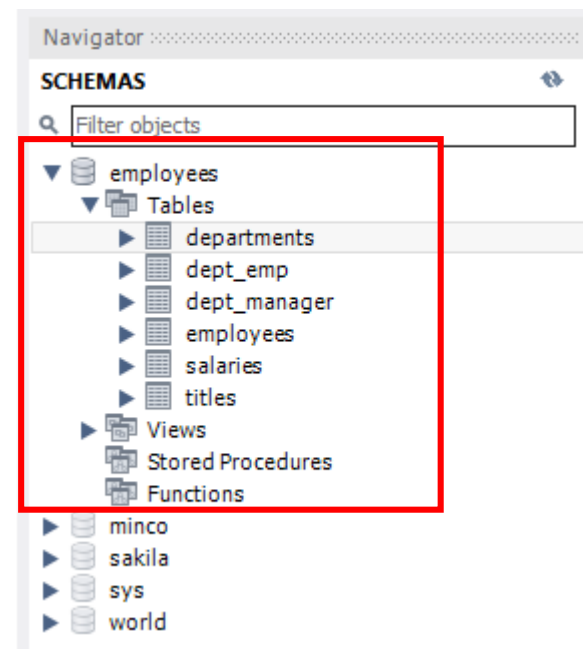 Navigator
SCHEMAS
Filter objects
employees
Tables
departments
dept_emp
dept_manager
employees
salaries
titles
Views
Stored Procedures
Functions
minco
sakila
sys
world